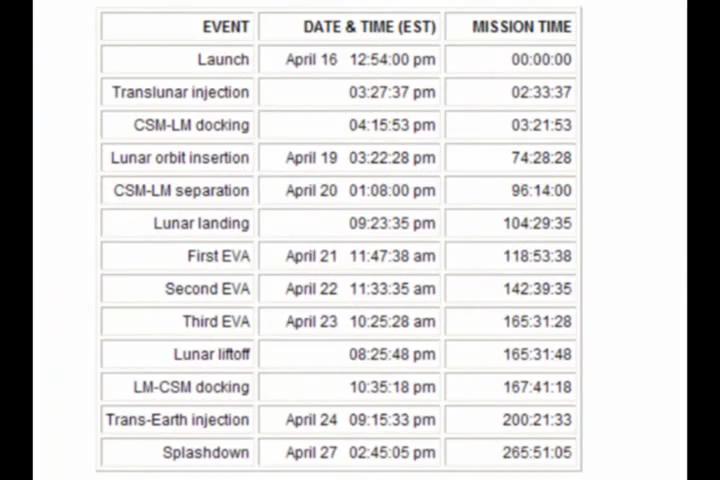 EVENT DATE & TIME (EST) MISSION TIME
Launch April 16 12:54:00 pm 00:00:00
Translunar injection 03:27:37 pm 02:33:37
CSM-LM docking 04:15:53 pm 03:21:53
Lunar orbit insertion April 19 03:22:28 pm 74:28:28
CSM-LM separation April 20 01:08:00 pm 96:14:00
Lunar landing 09:23:35 pm 104:29:35
First EVA April 21 11:47:38 am 118:53:38
Second EVA April 22 11:33:35 am 142:39:35
Third EVA April 23 10:25:28 am 165:31:28
Lunar liftoff 08:25:48 pm 165:31:48
LM-CSM docking 10:35:18 pm 167:41:18
Trans-Earth injection April 24 09:15:33 pm 200:21:33
Splashdown April 27 02:45:05 pm 265:51:05